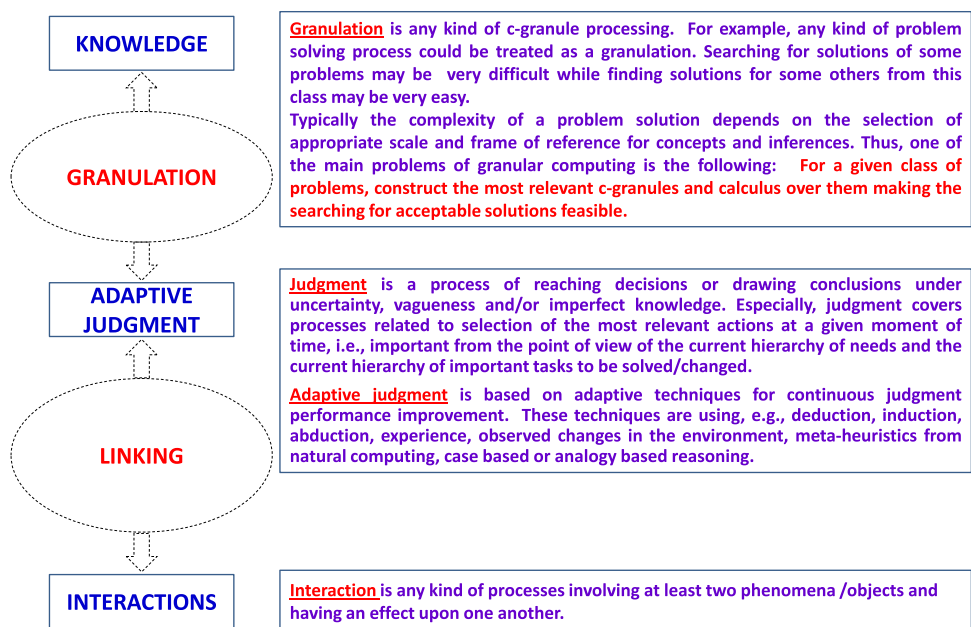 KNOWLEDGE
Granulation is any kind of c-granule processing. For example, any kind of problem
solving process could be treated as a granulation. Searching for solutions of some
problems may be very difficult while finding solutions for some others from this
class may be very easy.
Typically the complexity of a problem solution depends on the selection of
appropriate scale and frame of reference for concepts and inferences. Thus, one of
the main problems of granular computing is the following: For a given class of
problems, construct the most relevant c-granules and calculus over them making the
searching for acceptable solutions feasible.
GRANULATION
ADAPTIVE
JUDGMENT
Judgment is a process of reaching decisions or drawing conclusions under
uncertainty, vagueness and/or imperfect knowledge. Especially, judgment covers
processes related to selection of the most relevant actions at a given moment of
time, i.e., important from the point of view of the current hierarchy of needs and the
current hierarchy of important tasks to be solved/changed.
Adaptive judgment is based on adaptive techniques for continuous judgment
performance improvement. These techniques are using, e.g., deduction, induction,
abduction, experience, observed changes in the environment, meta-heuristics from
natural computing, case based or analogy based reasoning.
LINKING
INTERACTIONS
Interaction is any kind of processes involving at least two phenomena /objects and
having an effect upon one another.